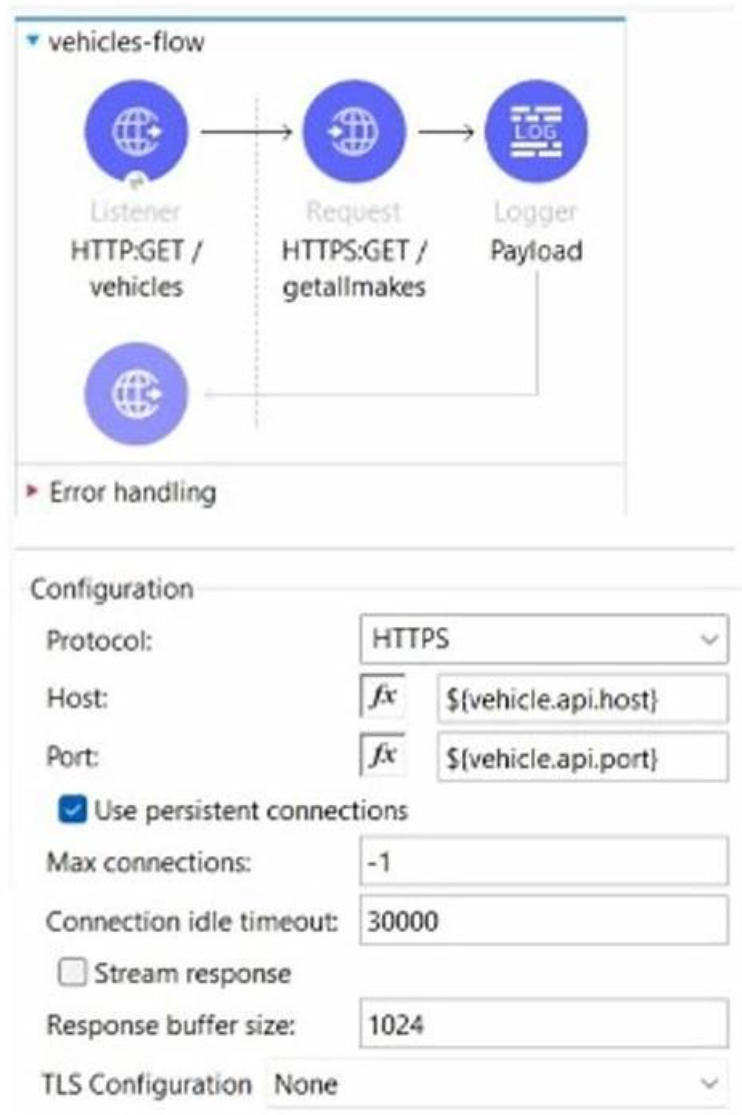 vehicles-flow
LOG
Listener
Request
Logger
HTTP:GET /
vehicles
HTTPS:GET /
getallmakes
Payload
Error handling
Configuration
Protocol: HTTPS
Host: fx ${vehicle.api.host}
Port: fx ${vehicle.api.port}
Use persistent connections
Max connections: -1
Connection idle timeout: 30000
Stream response
Response buffer size: 1024
TLS Configuration None